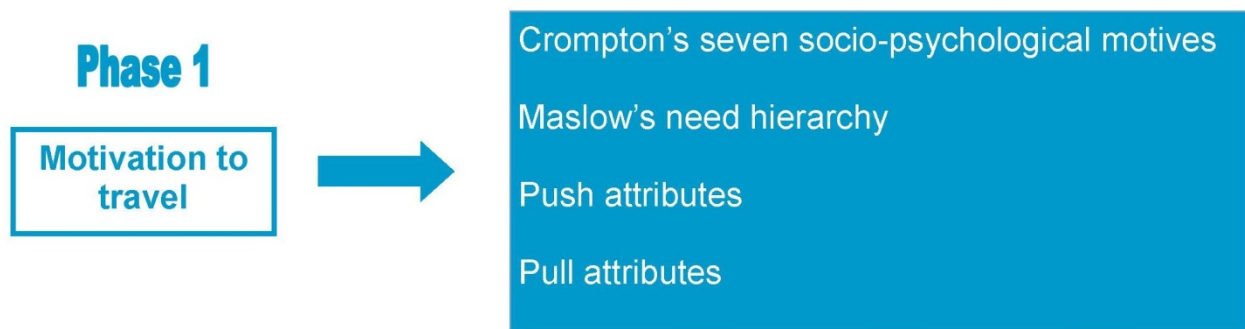 Phase 1
Motivation to
travel
Crompton’s seven socio-psychological motives
Maslow’s need hierarchy
Push attributes
Pull attributes